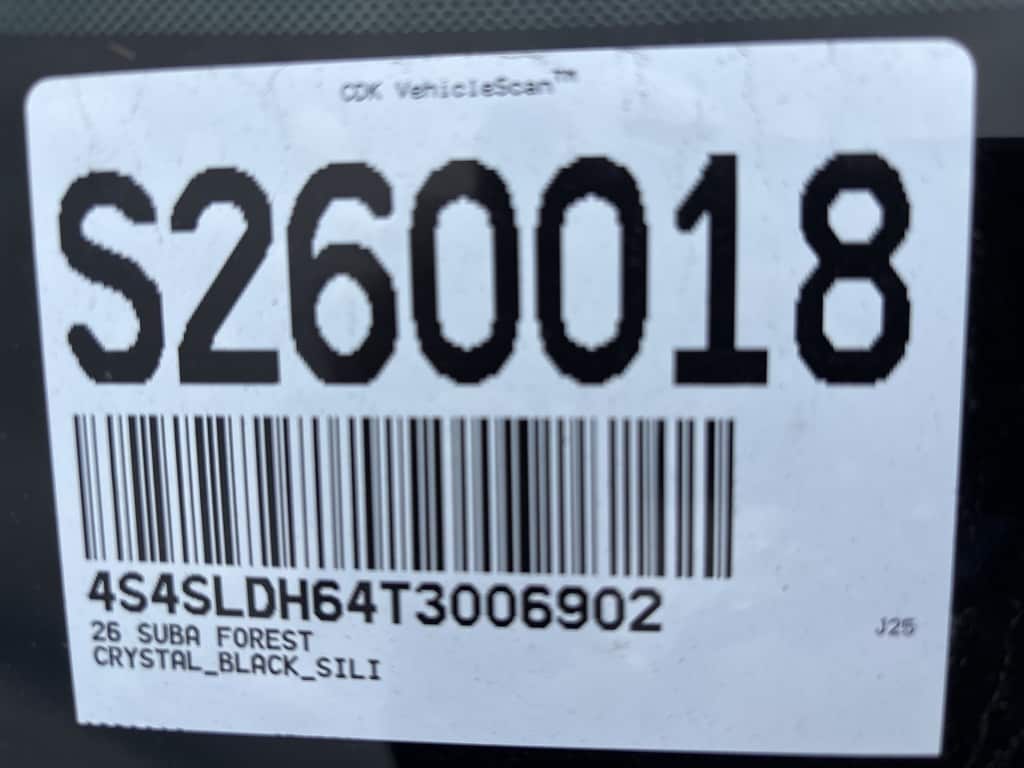 CDK VehicleScan™
S260018
4S4SLDH64T3006902
26 SUBA FOREST
CRYSTAL_BLACK_SILI
J25